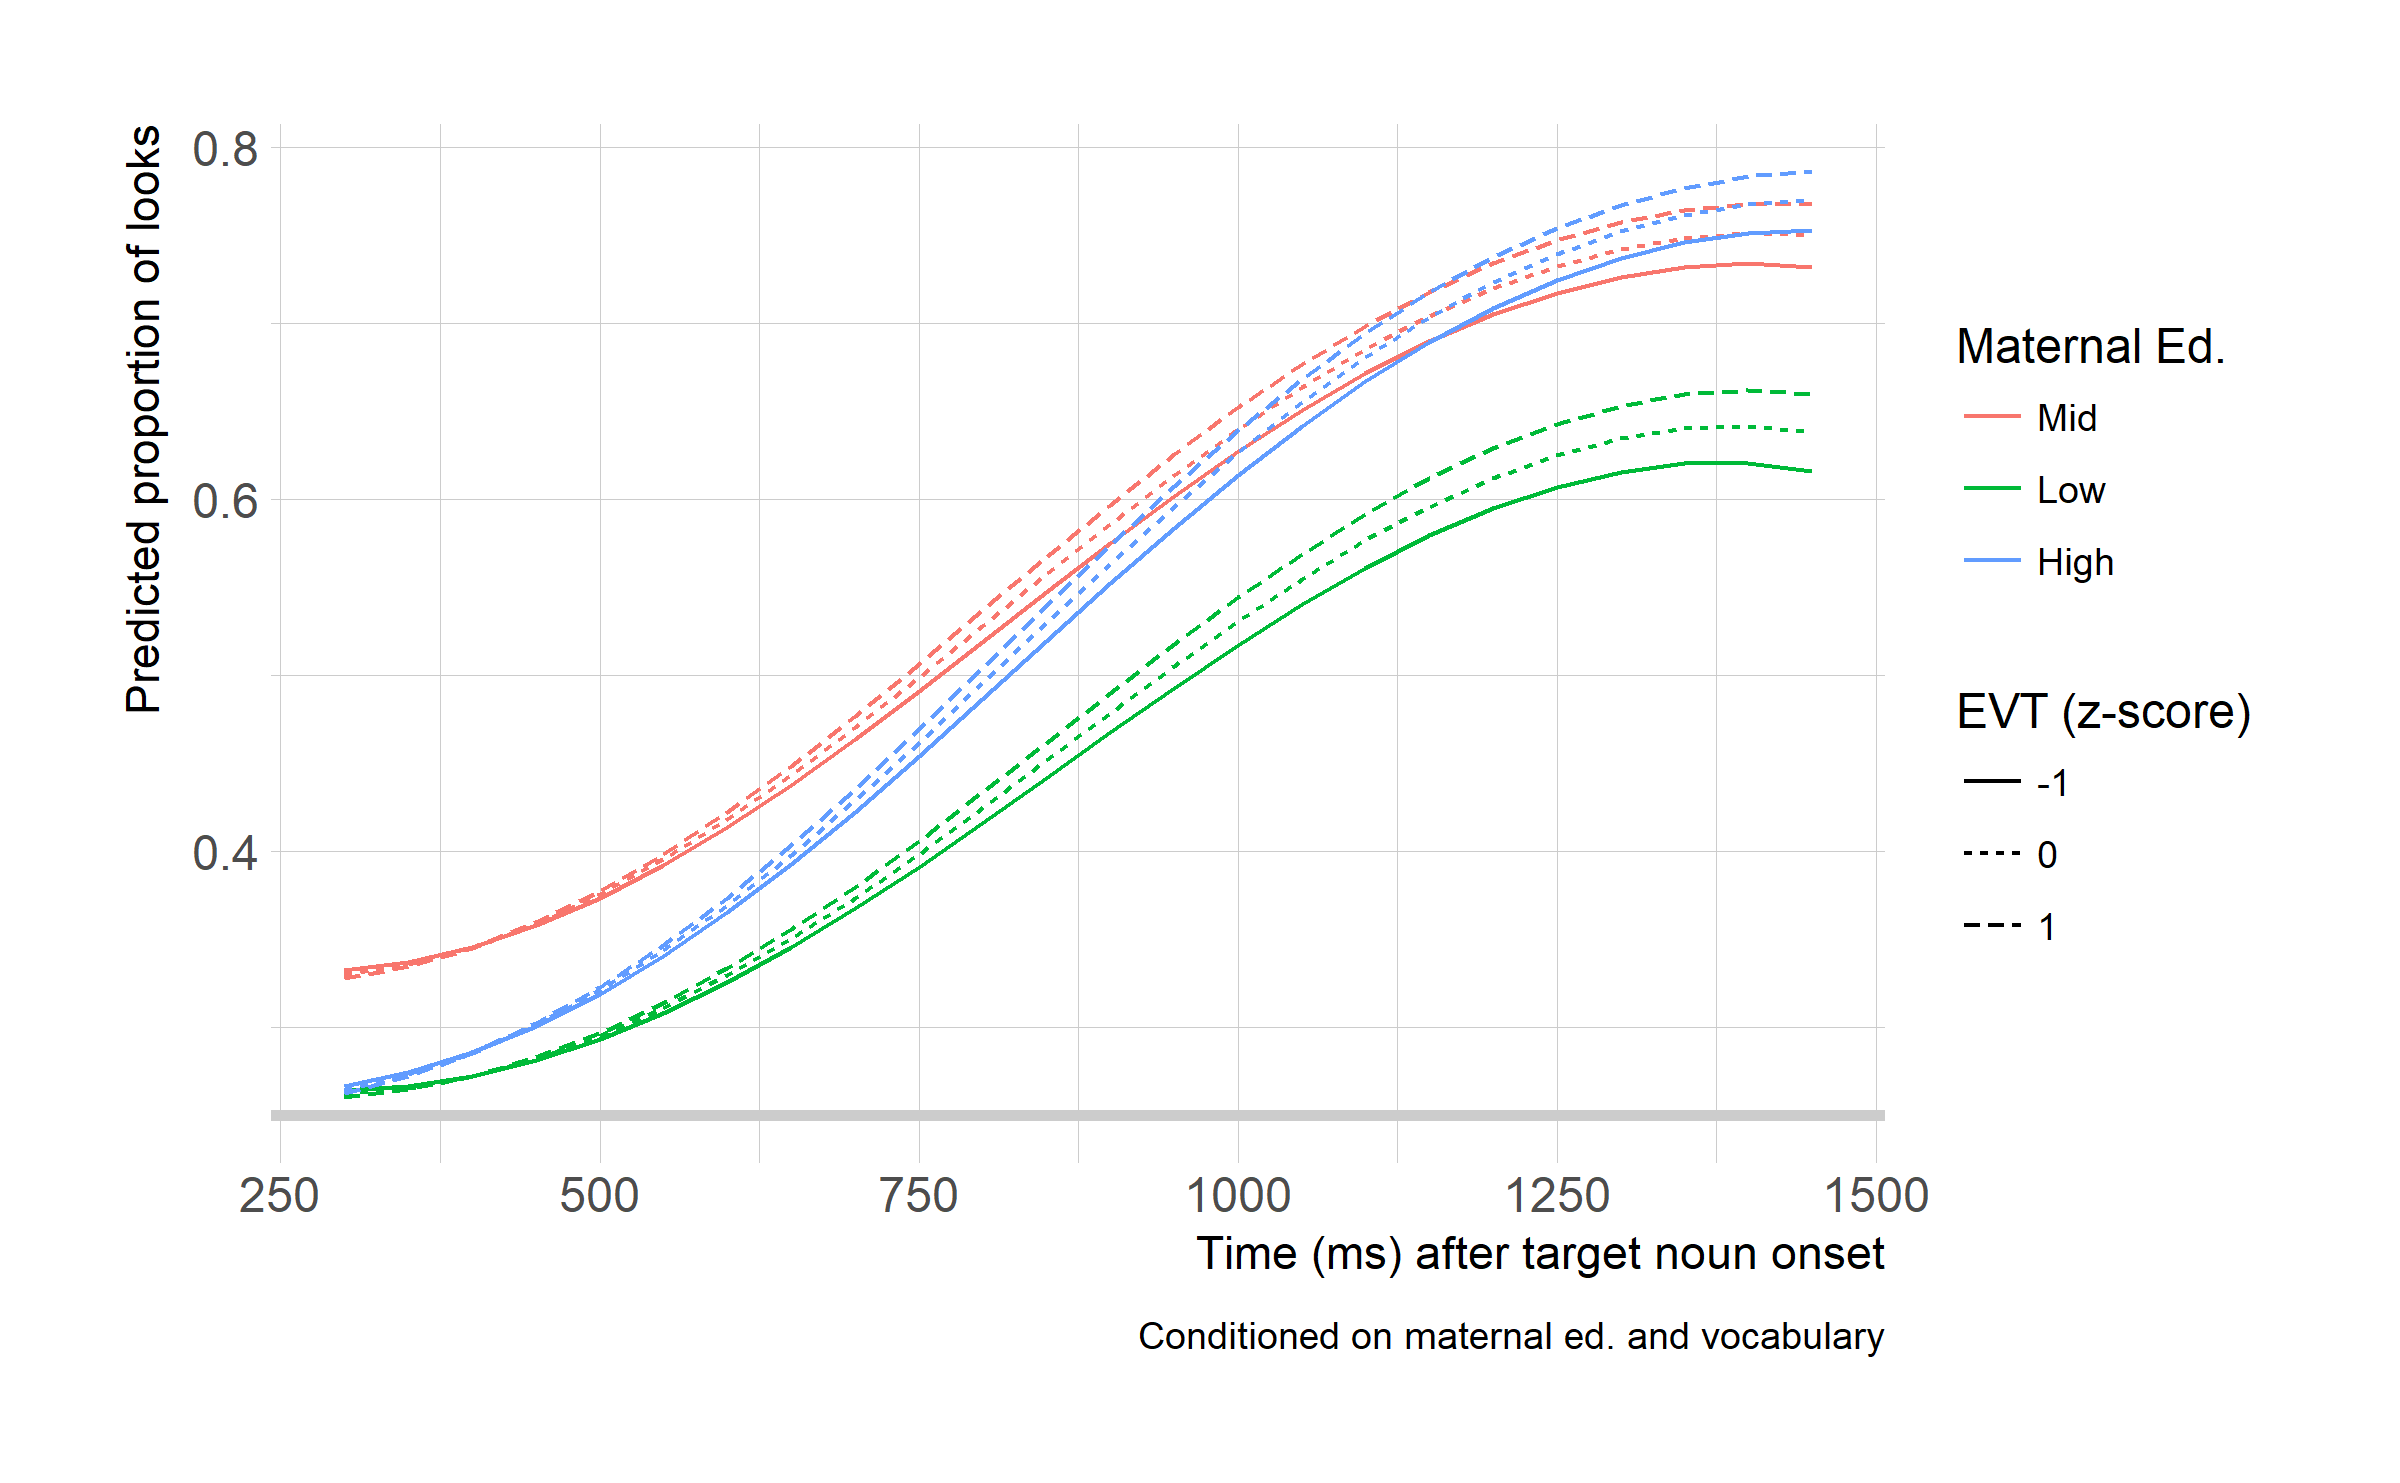 Predicted proportion of looks
0.8
0.6
0.4
250 500 750 1000 1250 1500
Time (ms) after target noun onset
Conditioned on maternal ed. and vocabulary
Maternal Ed.
Mid
Low
High
EVT (z-score)
-1
0
1